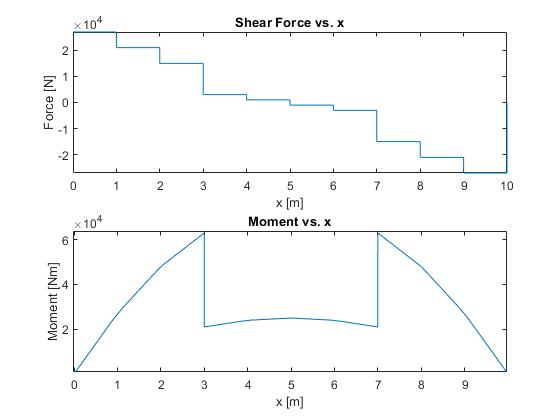 Shear Force vs. x
×10⁴
2
1
0
-1
-2
Force [N]
0 1 2 3 4 5 6 7 8 9 10
x [m]
Moment vs. x
×10⁴
6
4
2
Moment [Nm]
0 1 2 3 4 5 6 7 8 9
x [m]